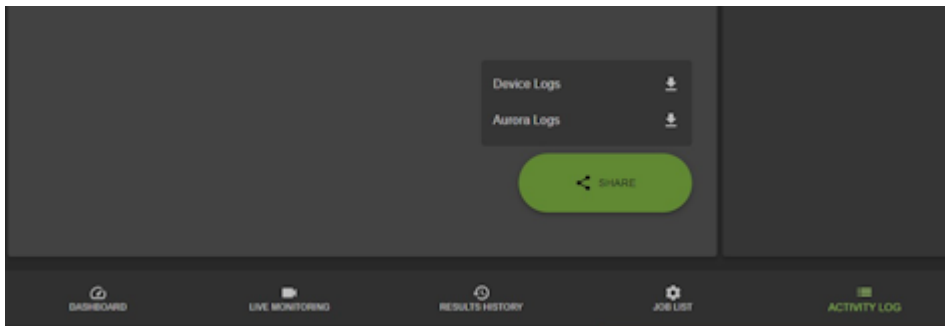 Device Logs
Aurora Logs
SHARE
DASHBOARD
LIVE MONITORING
RESULTS HISTORY
JOB LIST
ACTIVITY LOG